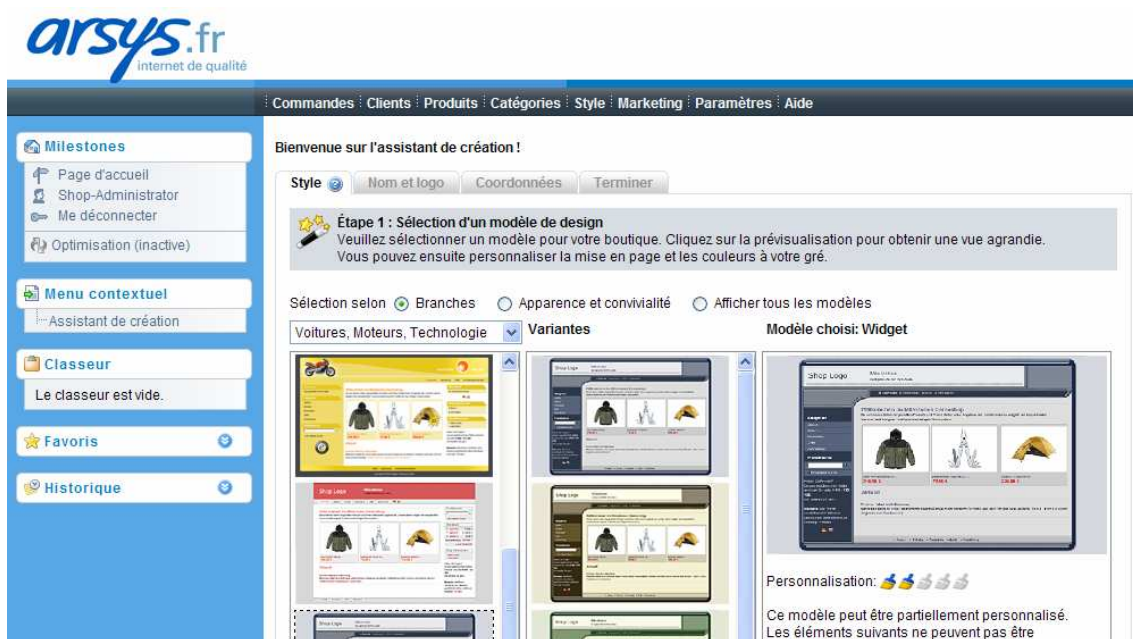 arsys.fr
internet de qualité
Commandes Clients Produits Catégories Style Marketing Paramètres Aide
Milestones
Page d'accueil
Shop-Administrator
Me déconnecter
Optimisation (inactive)
Menu contextuel
Assistant de création
Classeur
Le classeur est vide.
Favoris
Historique
Bienvenue sur l'assistant de création !
Style Nom et logo Coordonnées Terminer
Étape 1 : Sélection d'un modèle de design
Veuillez sélectionner un modèle pour votre boutique. Cliquez sur la prévisualisation pour obtenir une vue agrandie.
Vous pouvez ensuite personnaliser la mise en page et les couleurs à votre gré.
Sélection selon Branches Apparence et convivialité Afficher tous les modèles
Voitures, Moteurs, Technologie Variantes Modèle choisi: Widget
Shop Logo
Shop Logo
Shop Logo
Shop Logo
Personnalisation:
Ce modèle peut être partiellement personnalisé.
Les éléments suivants ne peuvent pas être